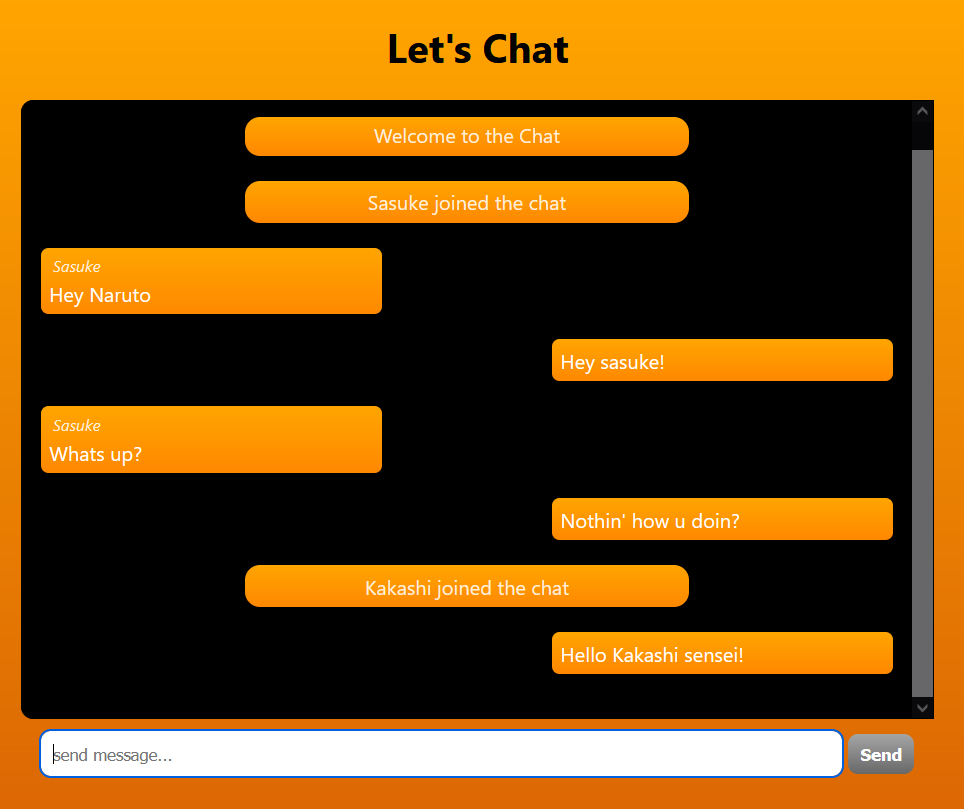 Let's Chat
Welcome to the Chat
Sasuke joined the chat
Sasuke
Hey Naruto
Hey sasuke!
Sasuke
Whats up?
Nothin' how u doin?
Kakashi joined the chat
Hello Kakashi sensei!
send message...
Send